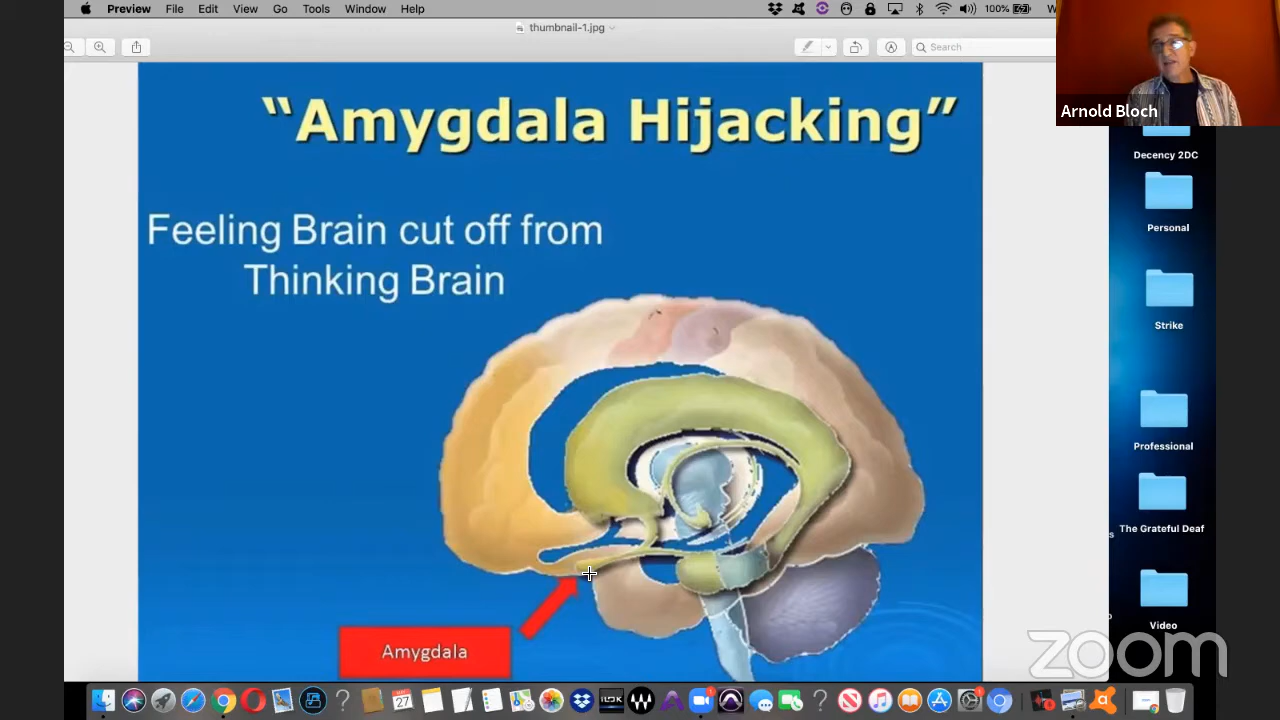 Preview File Edit View Go Tools Window Help
100%
thumbnail-1.jpg
Search
Arnold Bloch
"Amygdala Hijacking"
Feeling Brain cut off from
Thinking Brain
Amygdala
Decency 2DC
Personal
Strike
Professional
The Grateful Deaf
Video
zoom
27